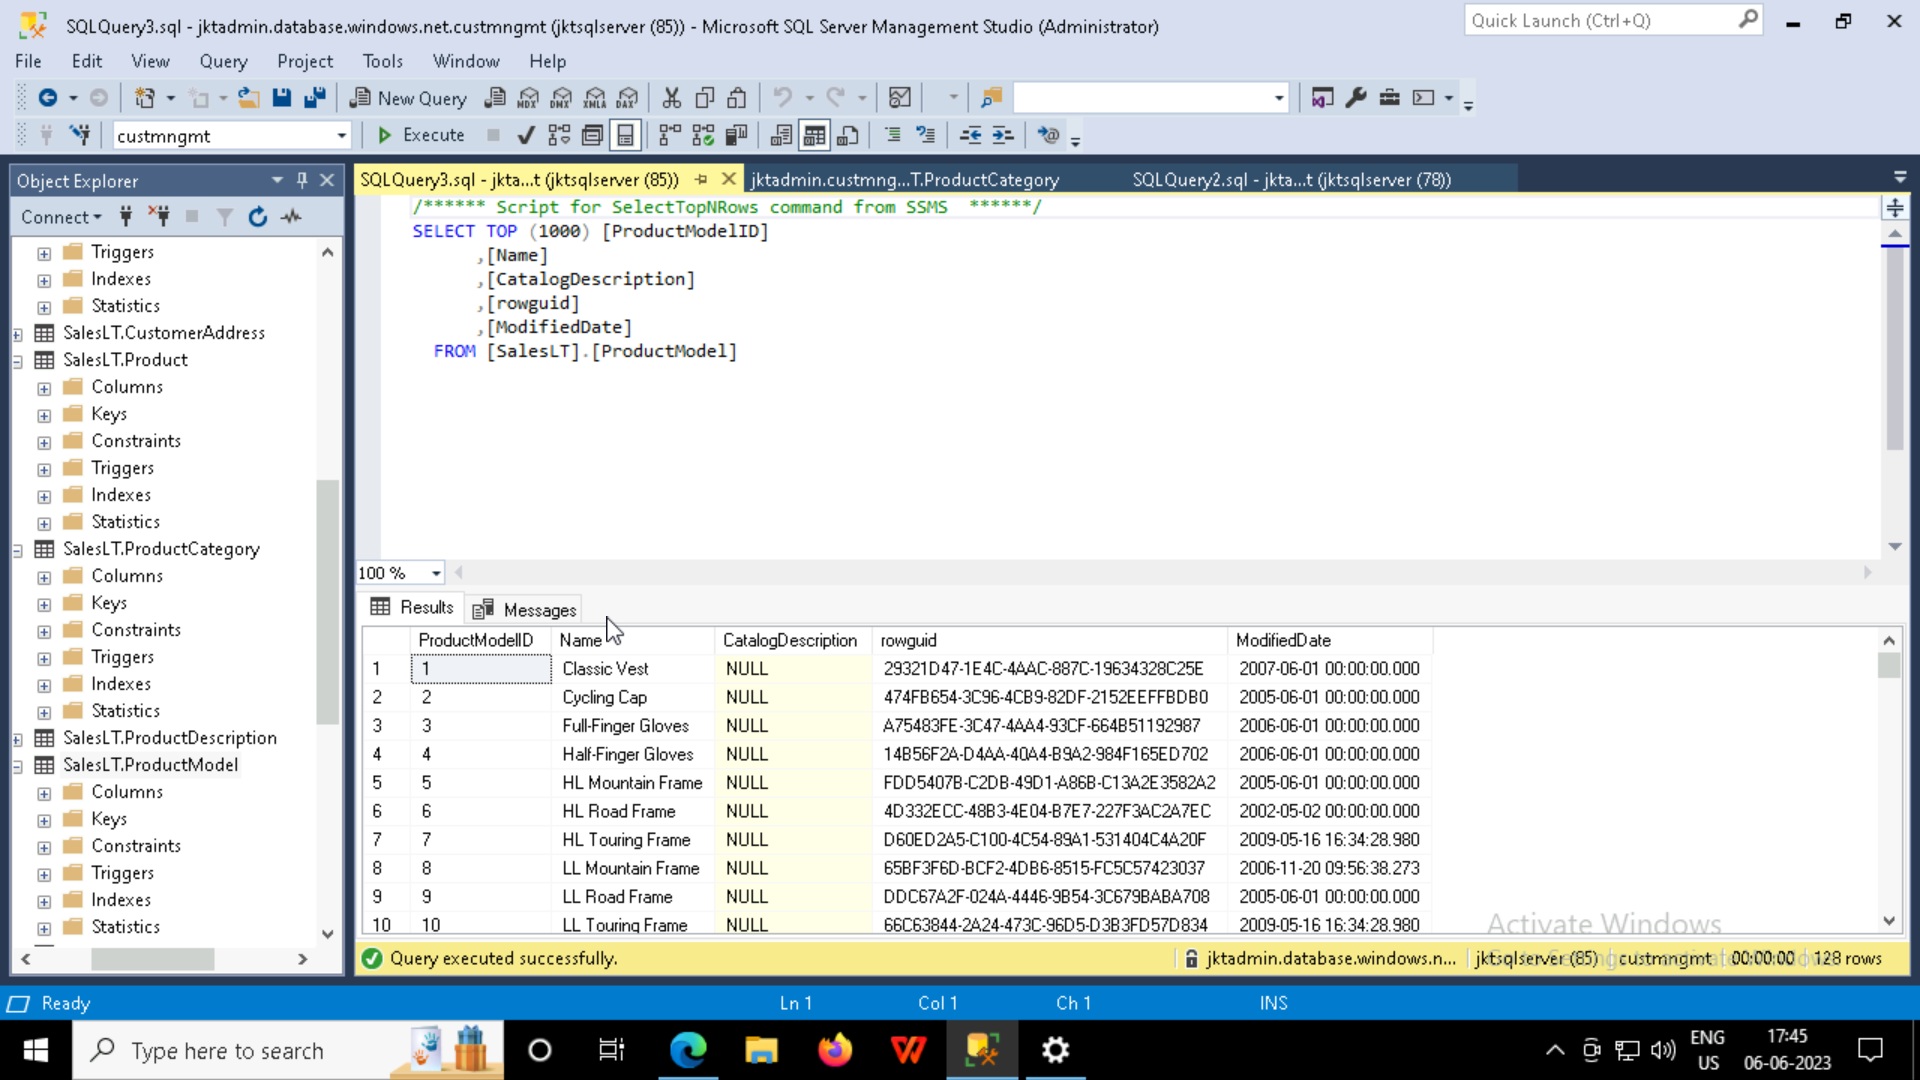 SQLQuery3.sql - jktadmin.database.windows.net.custmngmt (jktsqlserver (85)) - Microsoft SQL Server Management Studio (Administrator)
Quick Launch (Ctrl+Q)
File Edit View Query Project Tools Window Help
New Query MDX DMX XMLA DAX
custmngmt Execute
Object Explorer
SQLQuery3.sql - jkta...t (jktsqlserver (85)) jktadmin.custmng...T.ProductCategory SQLQuery2.sql - jkta...t (jktsqlserver (78))
Connect
Triggers
Indexes
Statistics
SalesLT.CustomerAddress
SalesLT.Product
Columns
Keys
Constraints
Triggers
Indexes
Statistics
SalesLT.ProductCategory
Columns
Keys
Constraints
Triggers
Indexes
Statistics
SalesLT.ProductDescription
SalesLT.ProductModel
Columns
Keys
Constraints
Triggers
Indexes
Statistics
/****** Script for SelectTopNRows command from SSMS  ******/
SELECT TOP (1000) [ProductModelID]
,[Name]
,[CatalogDescription]
,[rowguid]
,[ModifiedDate]
FROM [SalesLT].[ProductModel]
100 %
Results Messages
ProductModelID Name CatalogDescription rowguid ModifiedDate
1 1 Classic Vest NULL 29321D47-1E4C-4AAC-887C-19634328C25E 2007-06-01 00:00:00.000
2 2 Cycling Cap NULL 474FB654-3C96-4CB9-82DF-2152EEFFBDB0 2005-06-01 00:00:00.000
3 3 Full-Finger Gloves NULL A75483FE-3C47-4AA4-93CF-664B51192987 2006-06-01 00:00:00.000
4 4 Half-Finger Gloves NULL 14B56F2A-D4AA-40A4-B9A2-984F165ED702 2006-06-01 00:00:00.000
5 5 HL Mountain Frame NULL FDD5407B-C2DB-49D1-A86B-C13A2E3582A2 2005-06-01 00:00:00.000
6 6 HL Road Frame NULL 4D332ECC-48B3-4E04-B7E7-227F3AC2A7EC 2002-05-02 00:00:00.000
7 7 HL Touring Frame NULL D60ED2A5-C100-4C54-89A1-531404C4A20F 2009-05-16 16:34:28.980
8 8 LL Mountain Frame NULL 65BF3F6D-BCF2-4DB6-8515-FC5C57423037 2006-11-20 09:56:38.273
9 9 LL Road Frame NULL DDC67A2F-024A-4446-9B54-3C679BABA708 2005-06-01 00:00:00.000
10 10 LL Touring Frame NULL 66C63844-2A24-473C-96D5-D3B3FD57D834 2009-05-16 16:34:28.980
Activate Windows
Query executed successfully. jktadmin.database.windows.n... jktsqlserver (85) custmngmt 00:00:00 128 rows
Ready Ln 1 Col 1 Ch 1 INS
Type here to search
ENG
US
17:45
06-06-2023